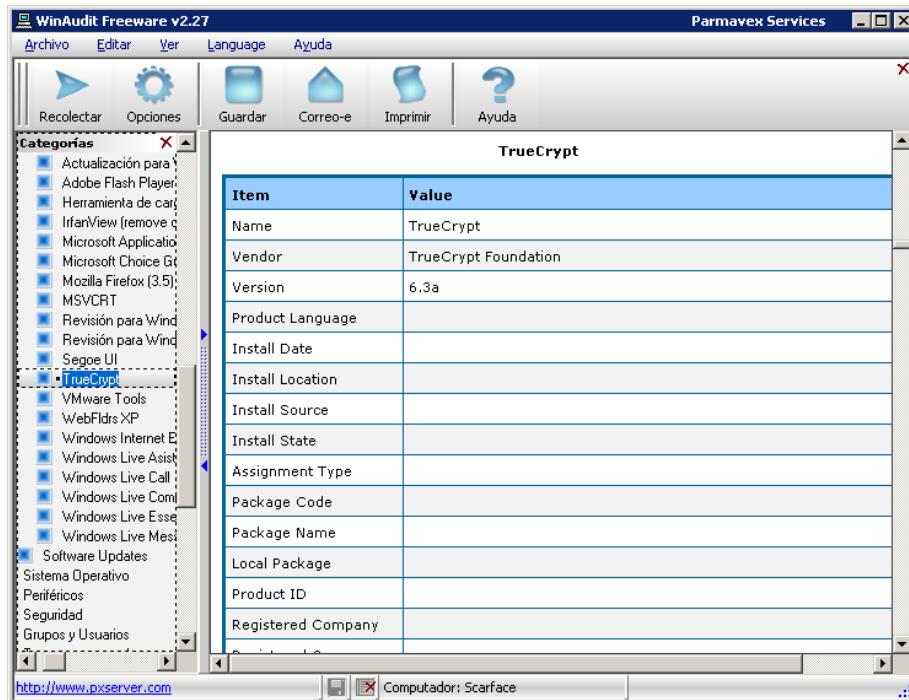 WinAudit Freeware v2.27 Parmavex Services
Archivo Editar Ver Language Ayuda
Recolectar Opciones Guardar Correo-e Imprimir Ayuda
Categorías
Actualización para
Adobe Flash Player
Herramienta de car
IrfanView (remove
Microsoft Applicatio
Microsoft Choice
Mozilla Firefox (3.5)
MSVCRT
Revisión para Wind
Revisión para Wind
Segoe UI
TrueCrypt
VMware Tools
WebFldrs XP
Windows Internet E
Windows Live Asist
Windows Live Call
Windows Live Com
Windows Live Esse
Windows Live Mes
Software Updates
Sistema Operativo
Periféricos
Seguridad
Grupos y Usuarios
TrueCrypt
Item Value
Name TrueCrypt
Vendor TrueCrypt Foundation
Version 6.3a
Product Language
Install Date
Install Location
Install Source
Install State
Assignment Type
Package Code
Package Name
Local Package
Product ID
Registered Company
http://www.pxserver.com Computador: Scarface